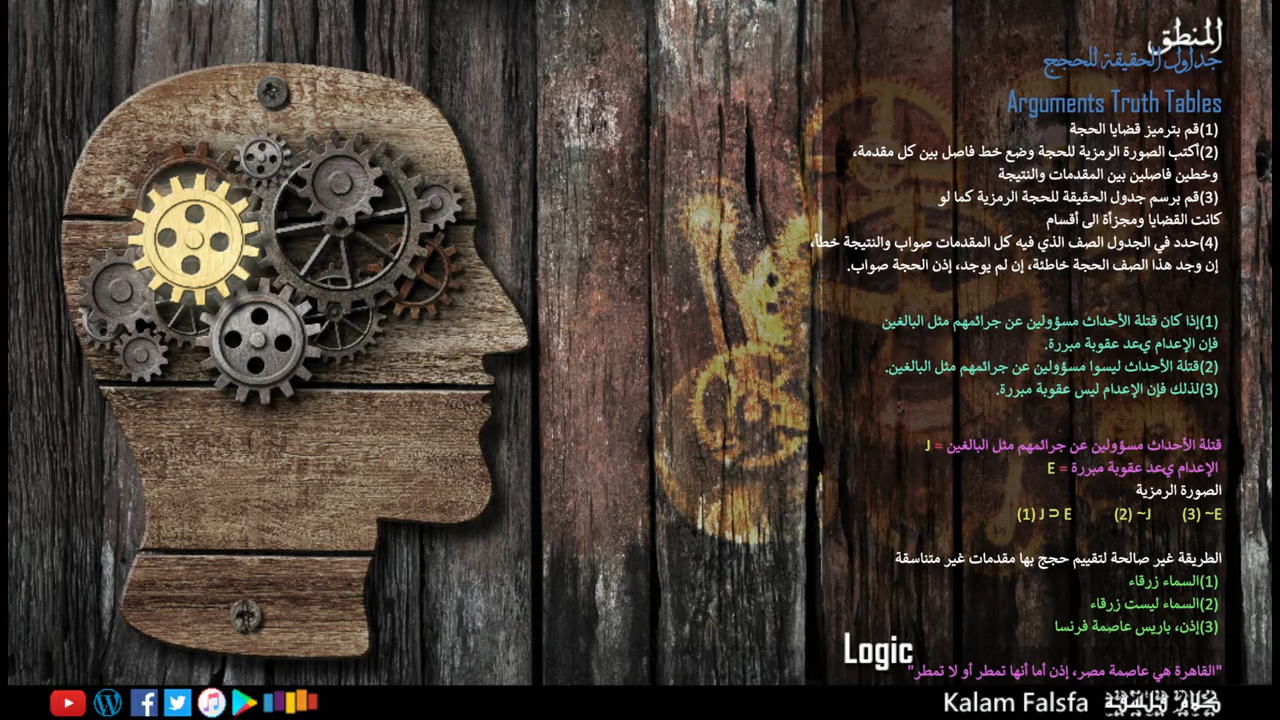 المنطق
جداول الحقيقة للحجج
Arguments Truth Tables
(1)قم بترميز قضايا الحجة
(2)أكتب الصورة الرمزية للحجة وضع خط فاصل بين كل مقدمة،
وخطين فاصلين بين المقدمات والنتيجة
(3)قم برسم جدول الحقيقة للحجة الرمزية كما لو
كانت القضايا ومجزأة الى أقسام
(4)حدد في الجدول الصف الذي فيه كل المقدمات صواب والنتيجة خطأ،
إن وجد هذا الصف الحجة خاطئة، إن لم يوجد، إذن الحجة صواب.
(1)إذا كان قتلة الأحداث مسؤولين عن جرائمهم مثل البالغين
فإن الإعدام يعد عقوبة مبررة.
(2)قتلة الأحداث ليسوا مسؤولين عن جرائمهم مثل البالغين.
(3)لذلك فإن الإعدام ليس عقوبة مبررة.
قتلة الأحداث مسؤولين عن جرائمهم مثل البالغين = J
الإعدام يعد عقوبة مبررة = E
الصورة الرمزية
(1) J ⊃ E (2) ~J (3) ~E
الطريقة غير صالحة لتقييم حجج بها مقدمات غير متناسقة
(1)السماء زرقاء
(2)السماء ليست زرقاء
(3)إذن، باريس عاصمة فرنسا
Logic
"القاهرة هي عاصمة مصر، إذن أما أنها تمطر أو لا تمطر"
Kalam Falsfa كلام فلسفة